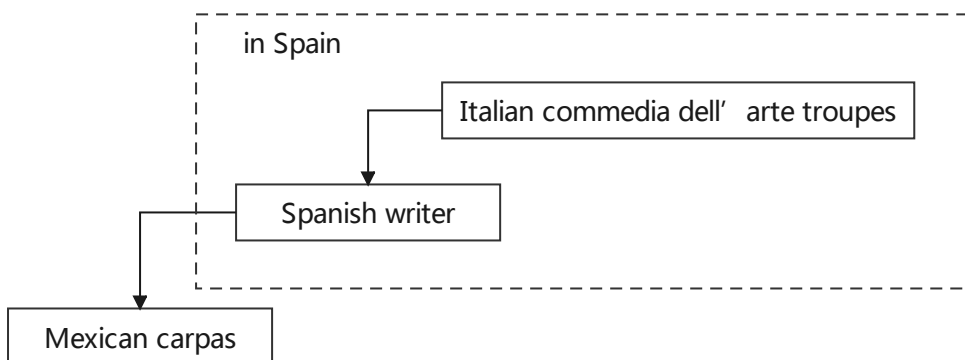 in Spain
Italian commedia dell’ arte troupes
Spanish writer
Mexican carpas